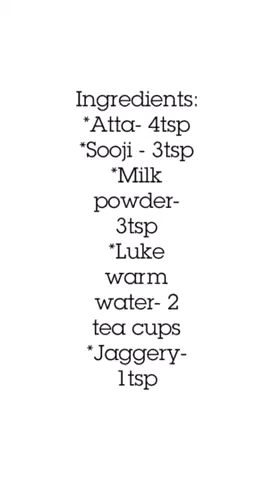 Ingredients:
*Atta- 4tsp
*Sooji - 3tsp
*Milk
powder-
3tsp
*Luke
warm
water- 2
tea cups
*Jaggery-
1tsp